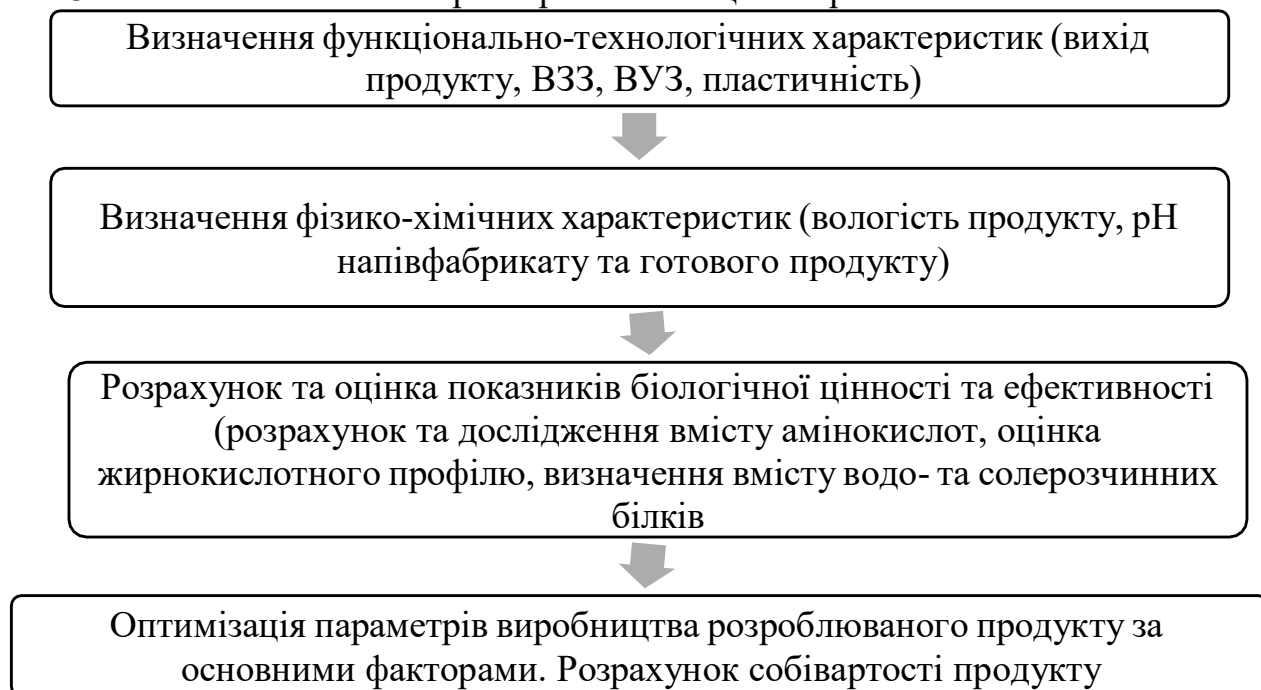 Визначення функціонально-технологічних характеристик (вихід
продукту, ВЗЗ, ВУЗ, пластичність)
Визначення фізико-хімічних характеристик (вологість продукту, рН
напівфабрикату та готового продукту)
Розрахунок та оцінка показників біологічної цінності та ефективності
(розрахунок та дослідження вмісту амінокислот, оцінка
жирнокислотного профілю, визначення вмісту водо- та солерозчинних
білків
Оптимізація параметрів виробництва розроблюваного продукту за
основними факторами. Розрахунок собівартості продукту